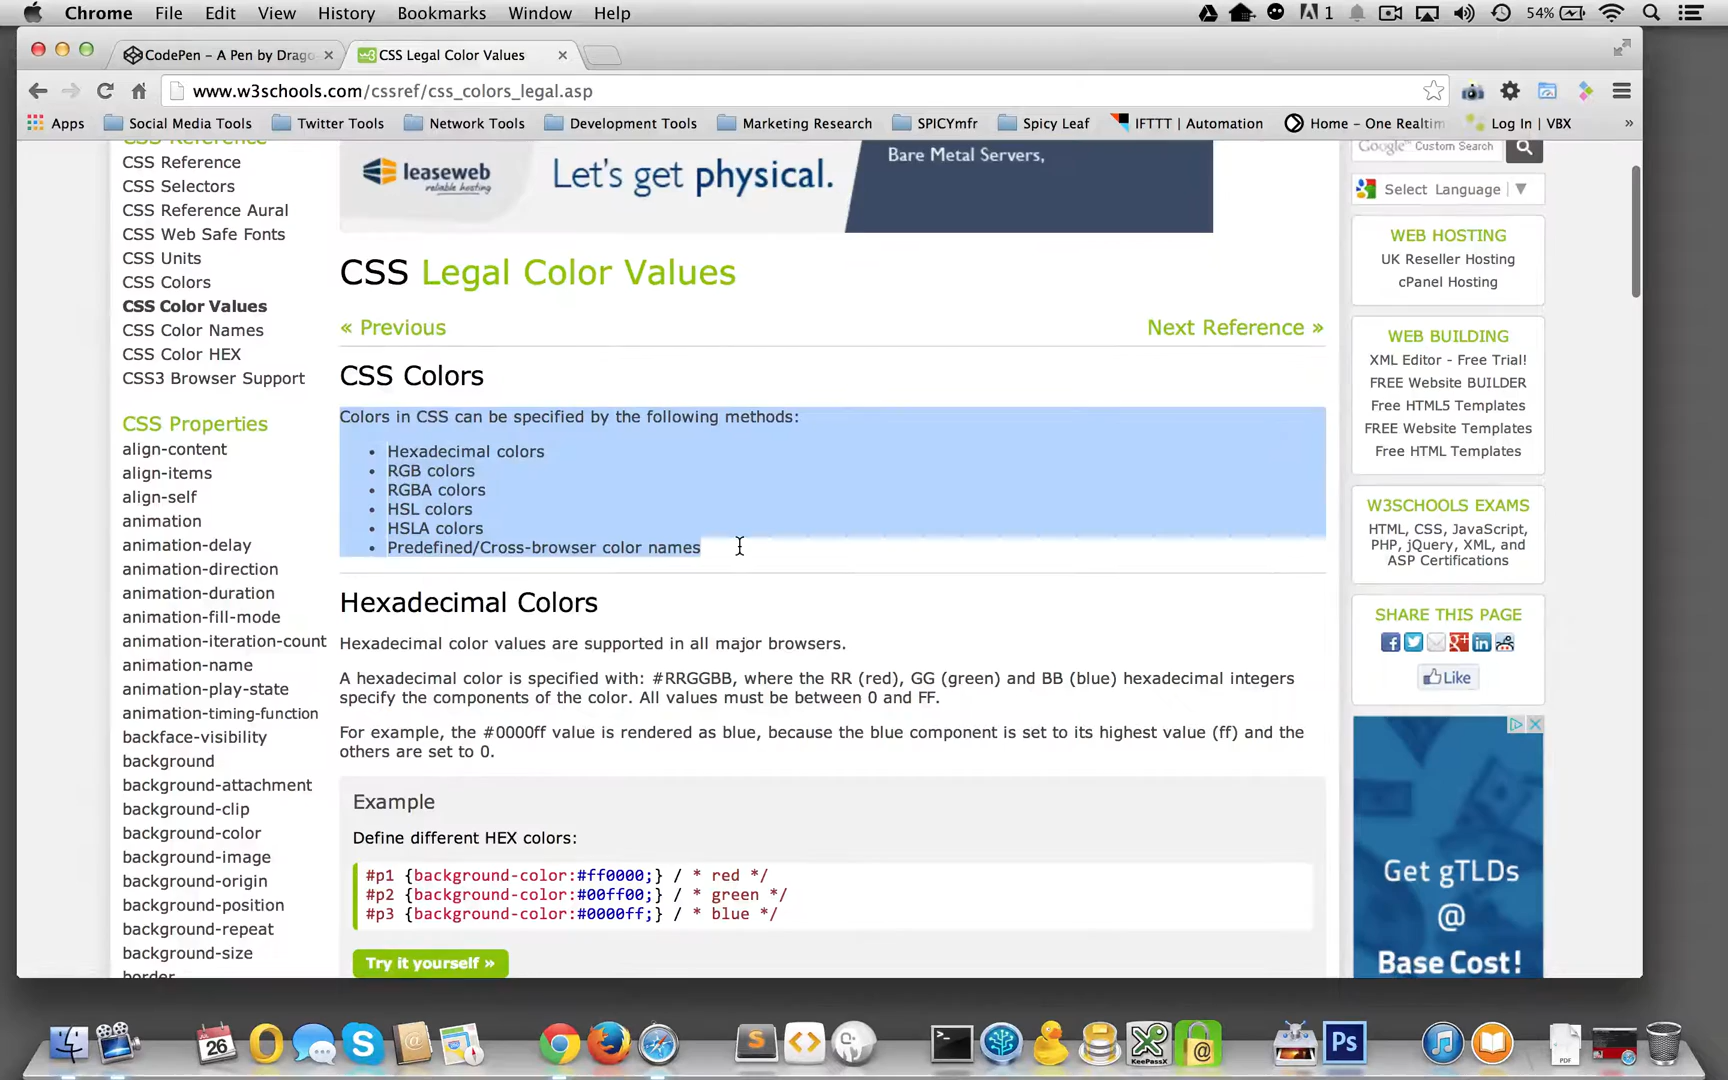 Chrome File Edit View History Bookmarks Window Help 1 54%
CodePen - A Pen by Drago
CSS Legal Color Values
www.w3schools.com/cssref/css_colors_legal.asp
Apps Social Media Tools Twitter Tools Network Tools Development Tools Marketing Research SPICYmfr Spicy Leaf IFTTT | Automation Home - One Realtim Log In | VBX »
CSS Reference
CSS Reference
CSS Selectors
CSS Reference Aural
CSS Web Safe Fonts
CSS Units
CSS Colors
CSS Color Values
CSS Color Names
CSS Color HEX
CSS3 Browser Support
CSS Properties
align-content
align-items
align-self
animation
animation-delay
animation-direction
animation-duration
animation-fill-mode
animation-iteration-count
animation-name
animation-play-state
animation-timing-function
backface-visibility
background
background-attachment
background-clip
background-color
background-image
background-origin
background-position
background-repeat
background-size
border
leaseweb
reliable hosting
Let's get physical.
Bare Metal Servers,
CSS Legal Color Values
« Previous
Next Reference »
CSS Colors
Colors in CSS can be specified by the following methods:
• Hexadecimal colors
• RGB colors
• RGBA colors
• HSL colors
• HSLA colors
• Predefined/Cross-browser color names
Hexadecimal Colors
Hexadecimal color values are supported in all major browsers.
A hexadecimal color is specified with: #RRGGBB, where the RR (red), GG (green) and BB (blue) hexadecimal integers
specify the components of the color. All values must be between 0 and FF.
For example, the #0000ff value is rendered as blue, because the blue component is set to its highest value (ff) and the
others are set to 0.
Example
Define different HEX colors:
#p1 {background-color:#ff0000;} / * red */
#p2 {background-color:#00ff00;} / * green */
#p3 {background-color:#0000ff;} / * blue */
Try it yourself »
Google Custom Search
Select Language
WEB HOSTING
UK Reseller Hosting
cPanel Hosting
WEB BUILDING
XML Editor - Free Trial!
FREE Website BUILDER
Free HTML5 Templates
FREE Website Templates
Free HTML Templates
W3SCHOOLS EXAMS
HTML, CSS, JavaScript,
PHP, jQuery, XML, and
ASP Certifications
SHARE THIS PAGE
Like
Get gTLDs
@
Base Cost!
26
S
KeePassX
@
Ps
PDF